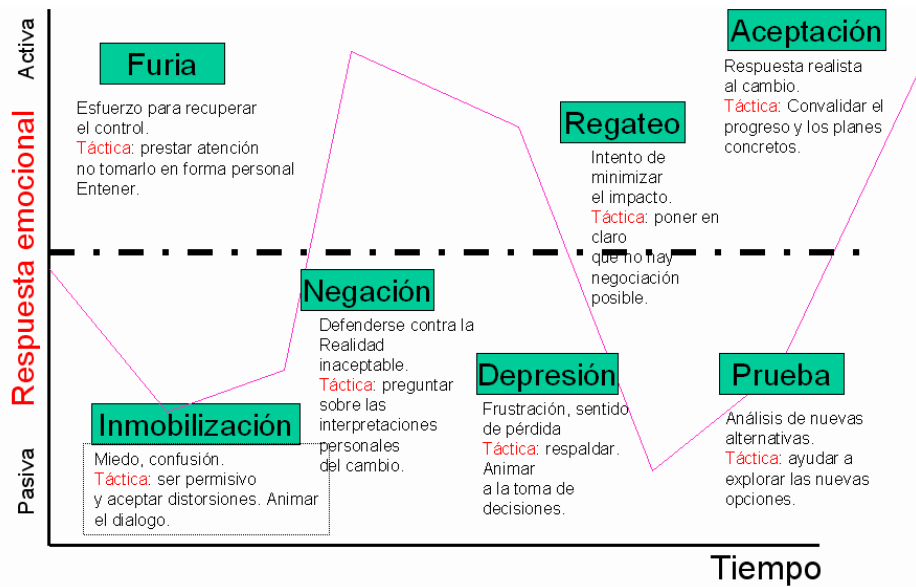 Activa
Respuesta emocional
Pasiva
Furia
Esfuerzo para recuperar
el control.
Táctica: prestar atención
no tomarlo en forma personal
Entener.
Inmobilización
Miedo, confusión.
Táctica: ser permisivo
y aceptar distorsiones. Animar
el dialogo.
Negación
Defenderse contra la
Realidad
inaceptable.
Táctica: preguntar
sobre las
interpretaciones
personales
del cambio.
Regateo
Intento de
minimizar
el impacto.
Táctica: poner en
claro
que no hay
negociación
posible.
Depresión
Frustración, sentido
de pérdida
Táctica: respaldar.
Animar
a la toma de
decisiones.
Aceptación
Respuesta realista
al cambio.
Táctica: Convalidar el
progreso y los planes
concretos.
Prueba
Análisis de nuevas
alternativas.
Táctica: ayudar a
explorar las nuevas
opciones.
Tiempo